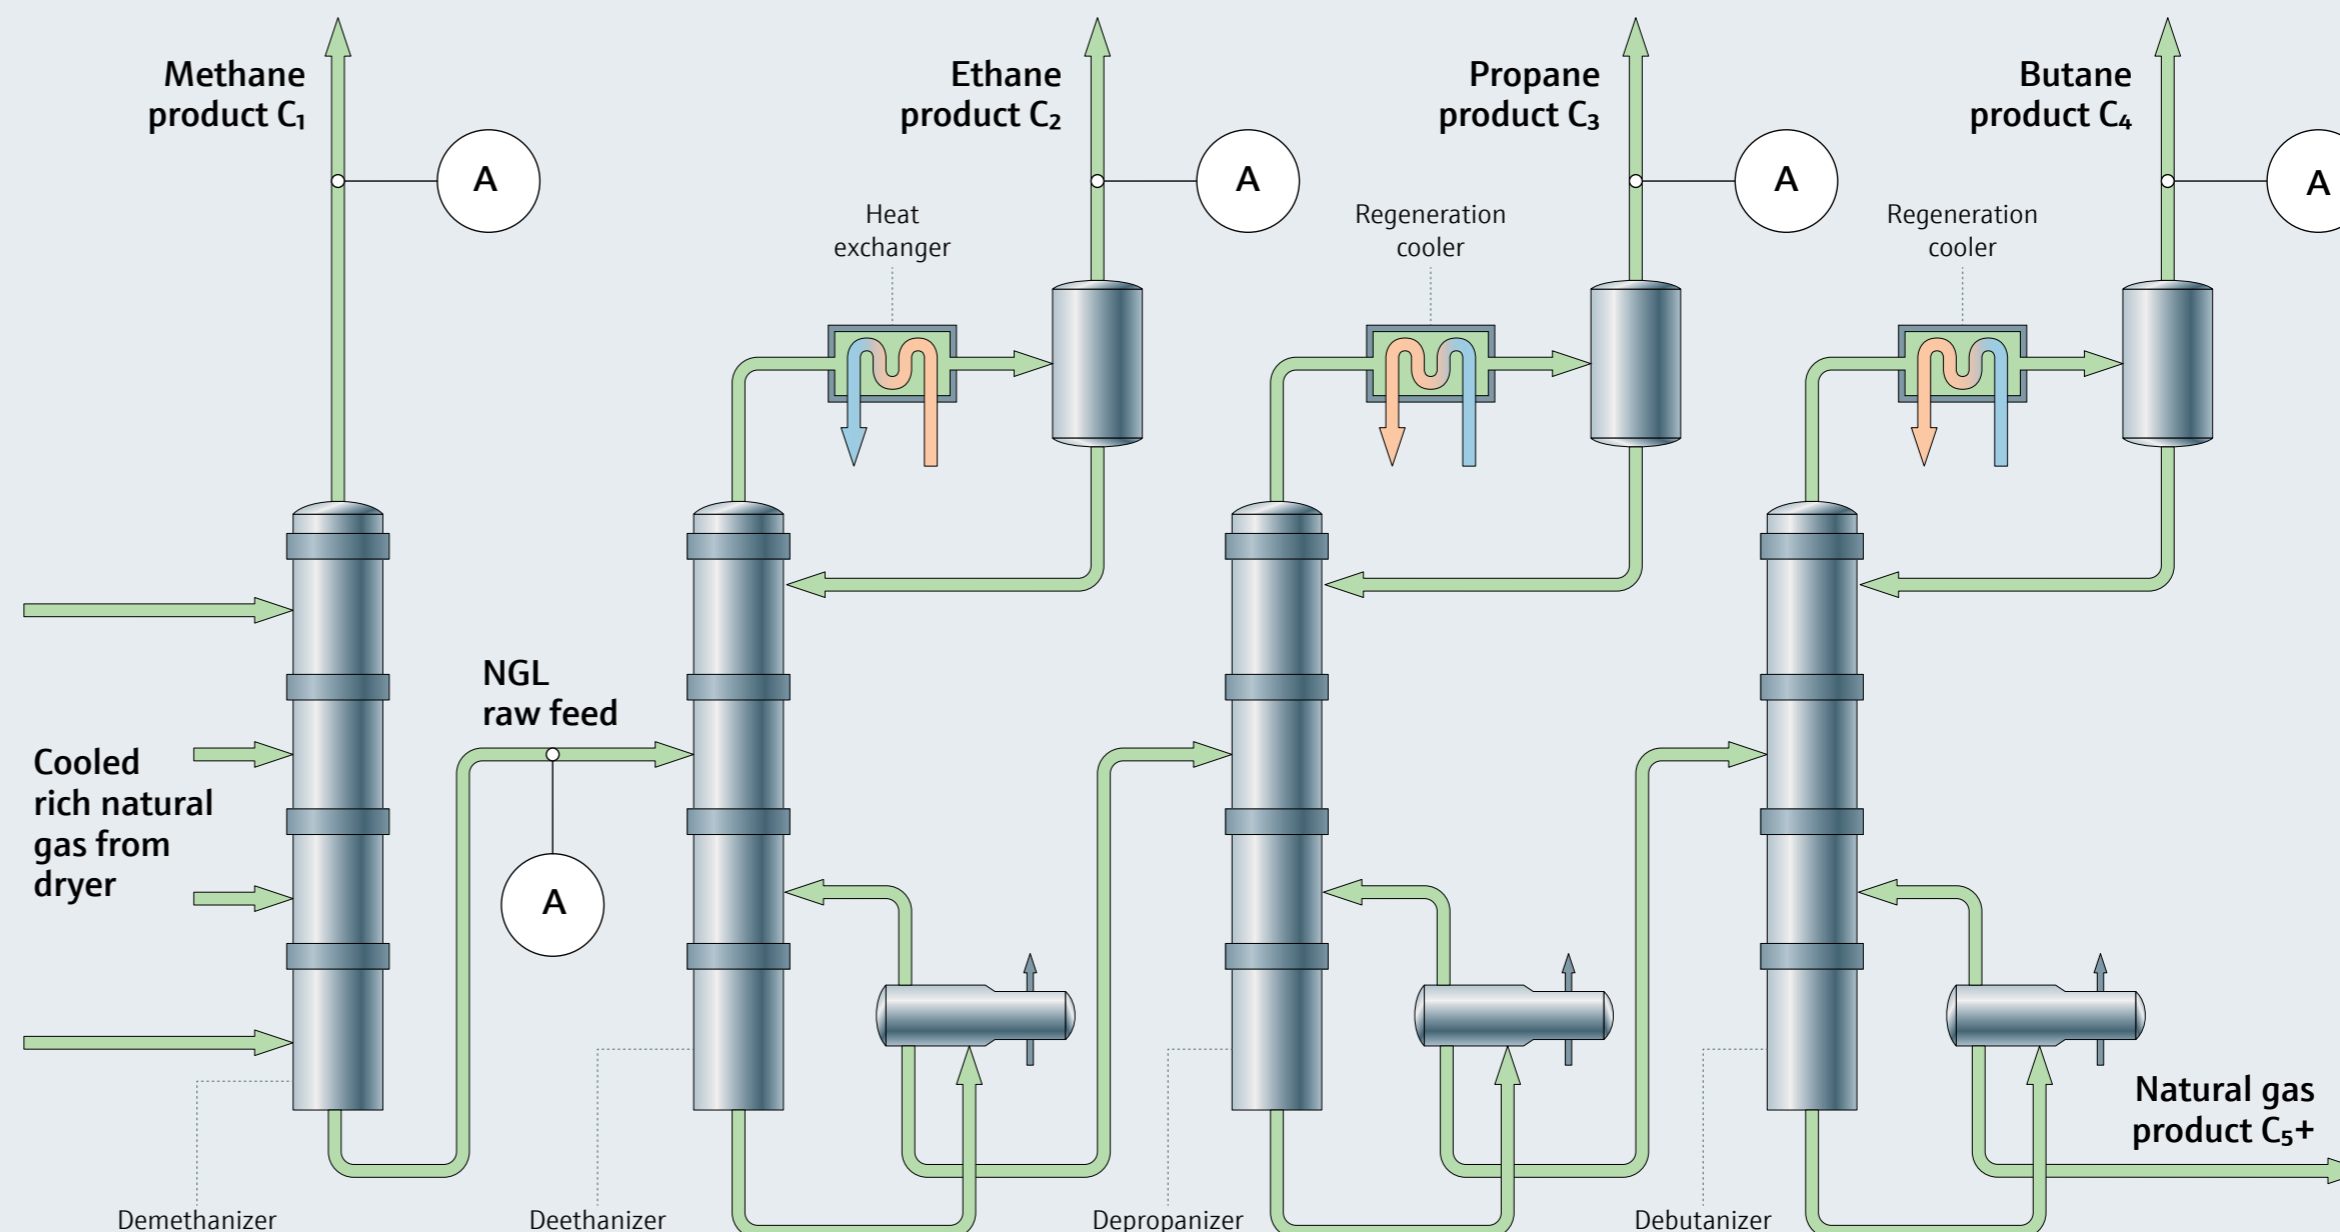 Methane
product C₁
Ethane
product C₂
Propane
product C₃
Butane
product C₄
A
A
A
A
Heat
exchanger
Regeneration
cooler
Regeneration
cooler
NGL
raw feed
Cooled
rich natural
gas from
dryer
A
Natural gas
product C₅+
Demethanizer
Deethanizer
Depropanizer
Debutanizer